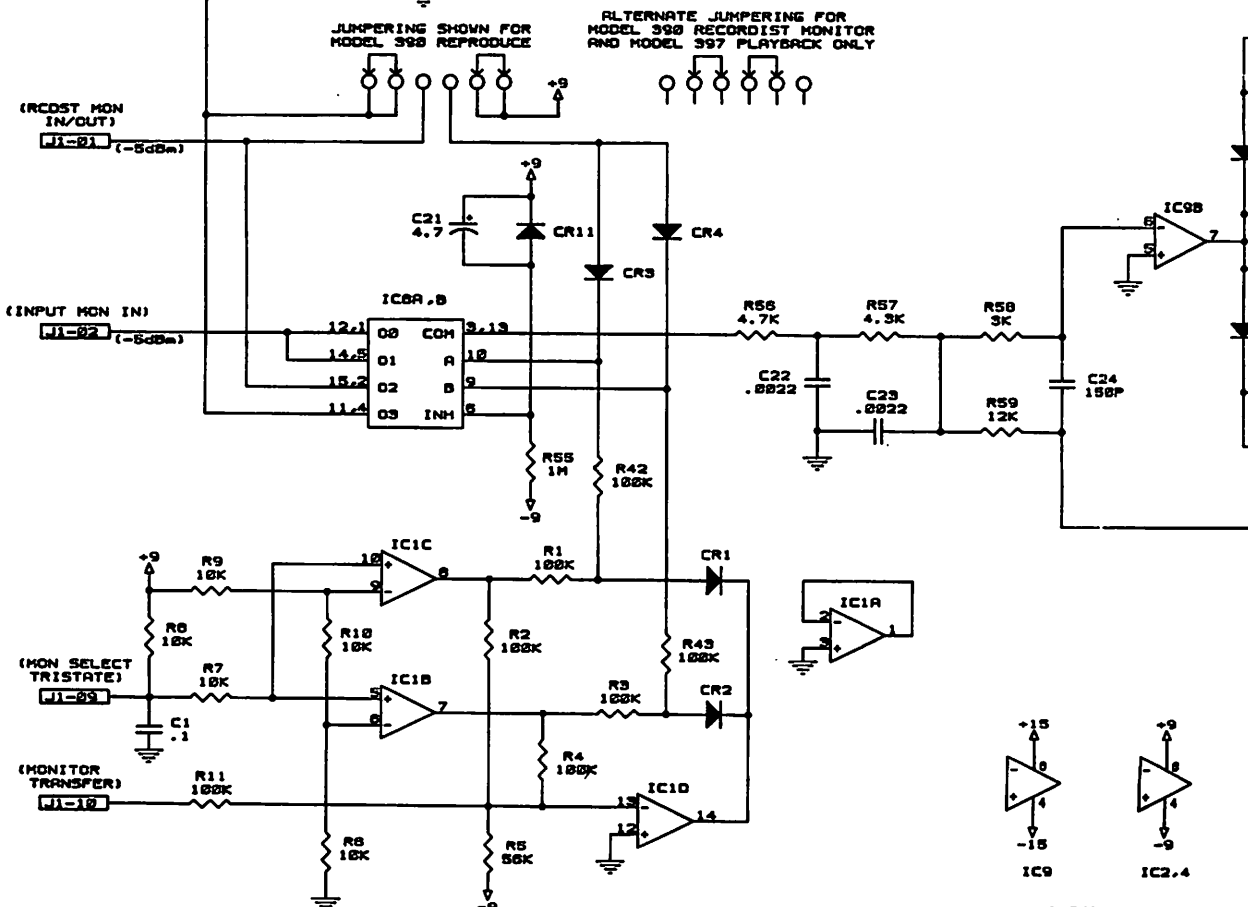 JUMPERING SHOWN FOR
MODEL 390 REPRODUCE
ALTERNATE JUMPERING FOR
MODEL 390 RECORDIST MONITOR
AND MODEL 397 PLAYBACK ONLY
+9
(RCDST MON
IN/OUT)
J1-01
(-5dBm)
+9
C21
4.7
+
CR11
CR4
CR3
IC9B
6
-
5
+
7
(INPUT MON IN)
J1-02
(-5dBm)
IC8A,B
12,1
O0
COM
3,13
14,5
O1
A
10
15,2
O2
B
9
11,4
O3
INH
6
R56
4.7K
R57
4.3K
R58
3K
C22
.0022
C23
.0022
R59
12K
C24
150P
R55
1M
-9
R42
100K
+9
R9
10K
IC1C
10
+
9
-
8
R1
100K
CR1
R8
10K
R10
10K
R2
100K
R43
100K
IC1A
2
-
3
+
1
(MON SELECT
TRISTATE)
J1-09
R7
10K
IC1B
5
+
6
-
7
R3
100K
CR2
C1
.1
R4
100K
(MONITOR
TRANSFER)
J1-10
R11
100K
IC1D
13
-
12
+
14
R6
10K
R5
56K
-9
+15
-
8
+
4
-15
IC9
+9
-
8
+
4
-9
IC2,4